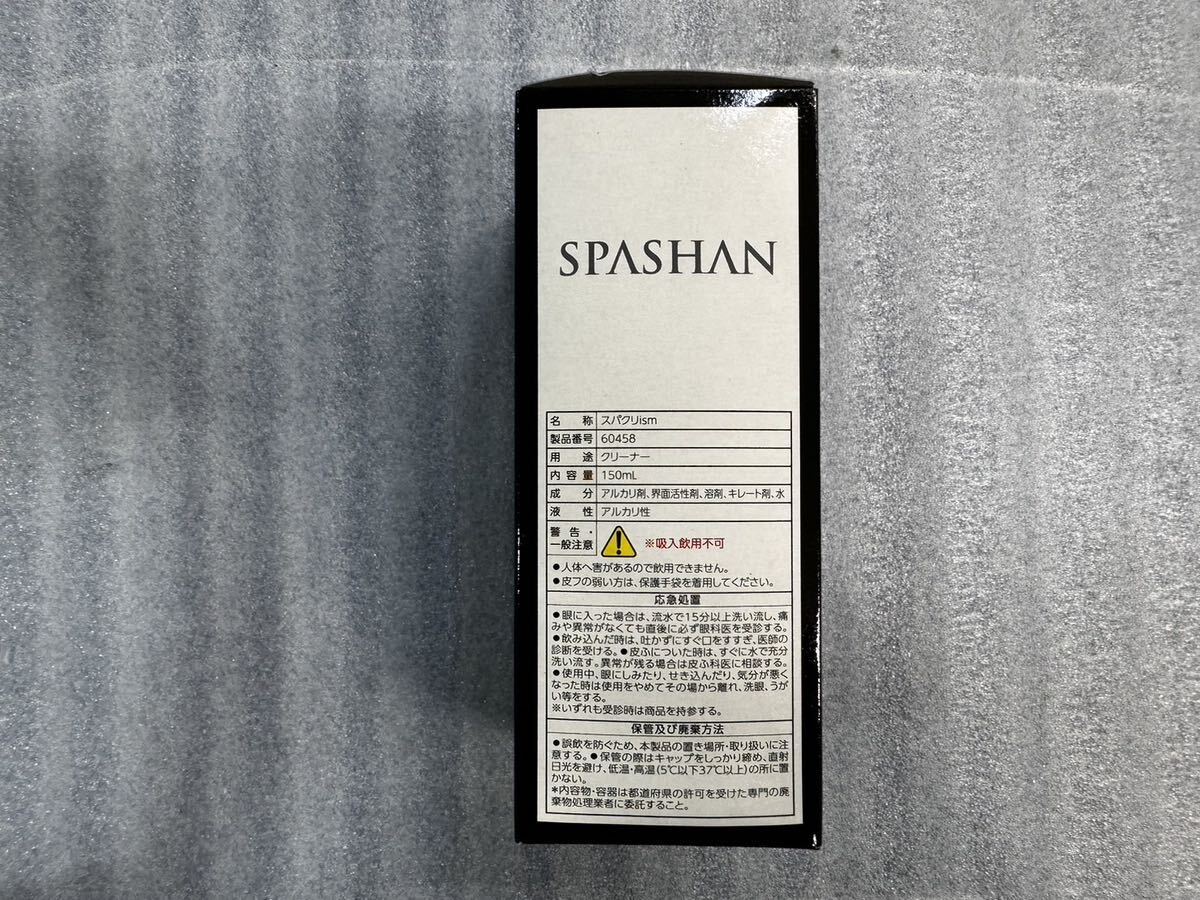 SPASHAN
名称 スパクリism
製品番号 60458
用途 クリーナー
内容量 150mL
成分 アルカリ剤、界面活性剤、溶剤、キレート剤、水
液性 アルカリ性
警告・
一般注意 ※吸入飲用不可
●人体へ害があるので飲用できません。
●皮フの弱い方は、保護手袋を着用してください。
応急処置
●眼に入った場合は、流水で15分以上洗い流し、痛
みや異常がなくても直後に必ず眼科医を受診する。
●飲み込んだ時は、吐かずにすぐ口をすすぎ、医師の
診断を受ける。●皮ふについた時は、すぐに水で充分
洗い流す。異常が残る場合は皮ふ科医に相談する。
●使用中、眼にしみたり、せき込んだり、気分が悪く
なった時は使用をやめてその場から離れ、洗眼、うが
い等をする。
※いずれも受診時は商品を持参する。
保管及び廃棄方法
●誤飲を防ぐため、本製品の置き場所・取り扱いに注
意する。●保管の際はキャップをしっかり締め、直射
日光を避け、低温・高温(5℃以下37℃以上)の所に置
かない。
*内容物・容器は都道府県の許可を受けた専門の廃
棄物処理業者に委託すること。